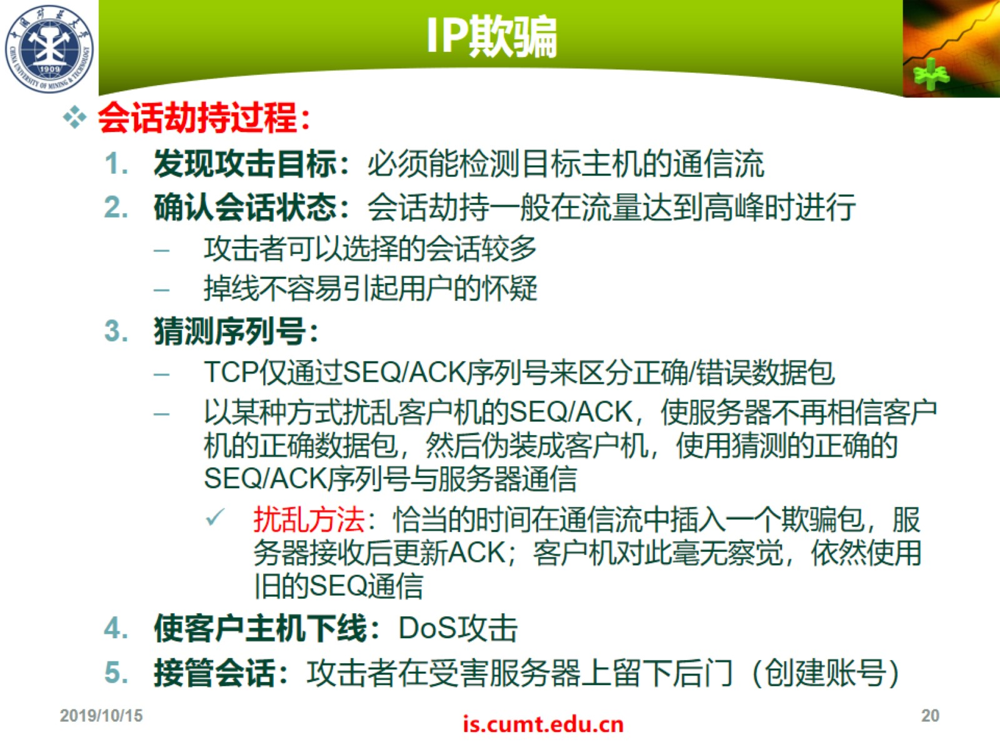 IP欺骗
中国矿业大学
CHINA UNIVERSITY OF MINING & TECHNOLOGY
1909
会话劫持过程：
1. 发现攻击目标：必须能检测目标主机的通信流
2. 确认会话状态：会话劫持一般在流量达到高峰时进行
– 攻击者可以选择的会话较多
– 掉线不容易引起用户的怀疑
3. 猜测序列号：
– TCP仅通过SEQ/ACK序列号来区分正确/错误数据包
– 以某种方式扰乱客户机的SEQ/ACK，使服务器不再相信客户
机的正确数据包，然后伪装成客户机，使用猜测的正确的
SEQ/ACK序列号与服务器通信
✓ 扰乱方法：恰当的时间在通信流中插入一个欺骗包，服
务器接收后更新ACK；客户机对此毫无察觉，依然使用
旧的SEQ通信
4. 使客户主机下线：DoS攻击
5. 接管会话：攻击者在受害服务器上留下后门（创建账号）
2019/10/15
is.cumt.edu.cn
20